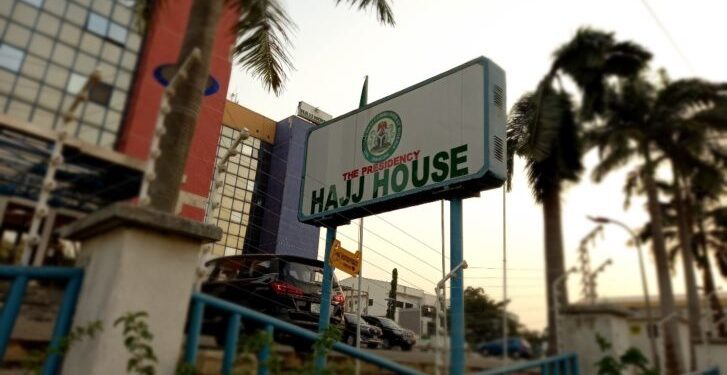 THE PRESIDENCY
HAJJ HOUSE